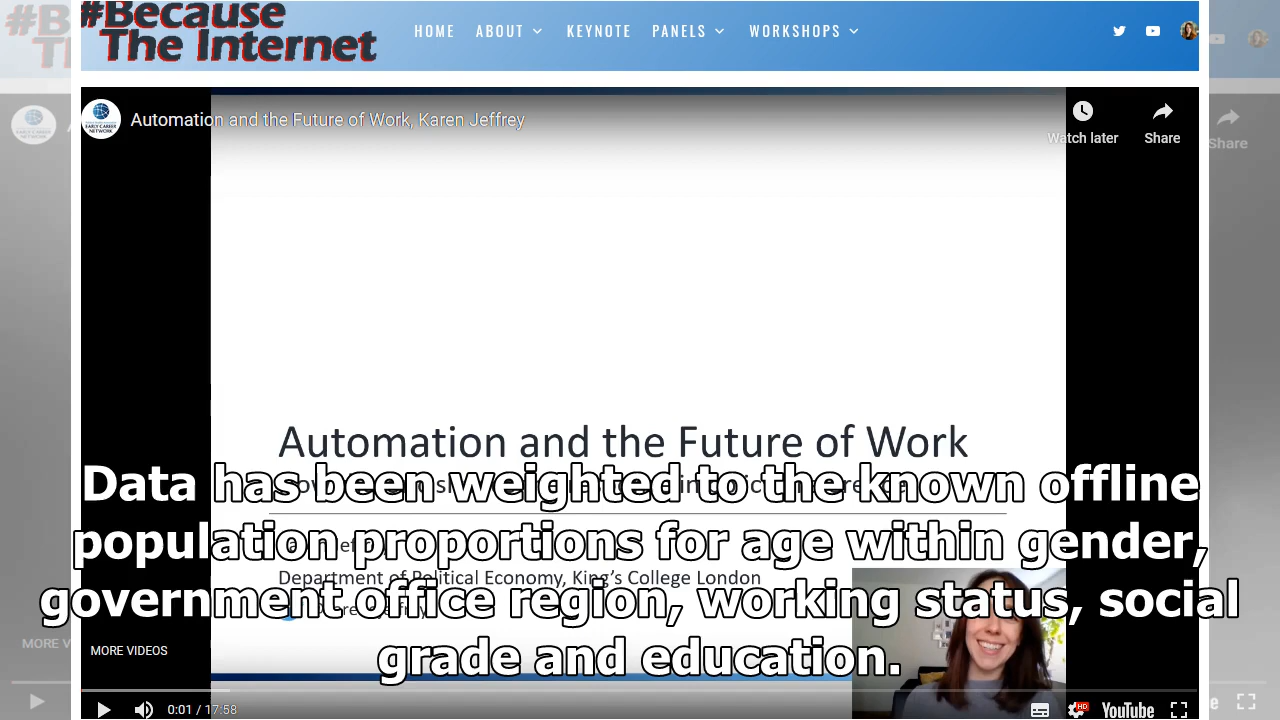 #Because
The Internet
HOME ABOUT KEYNOTE PANELS WORKSHOPS
Automation and the Future of Work, Karen Jeffrey
Watch later
Share
Share
Automation and the Future of Work
Data has been weighted to the known offline
population proportions for age within gender,
Department of Political Economy, King's College London
government office region, working status, social
grade and education.
MORE VIDEOS
MORE V
0:01 / 17:58
HD
YouTube